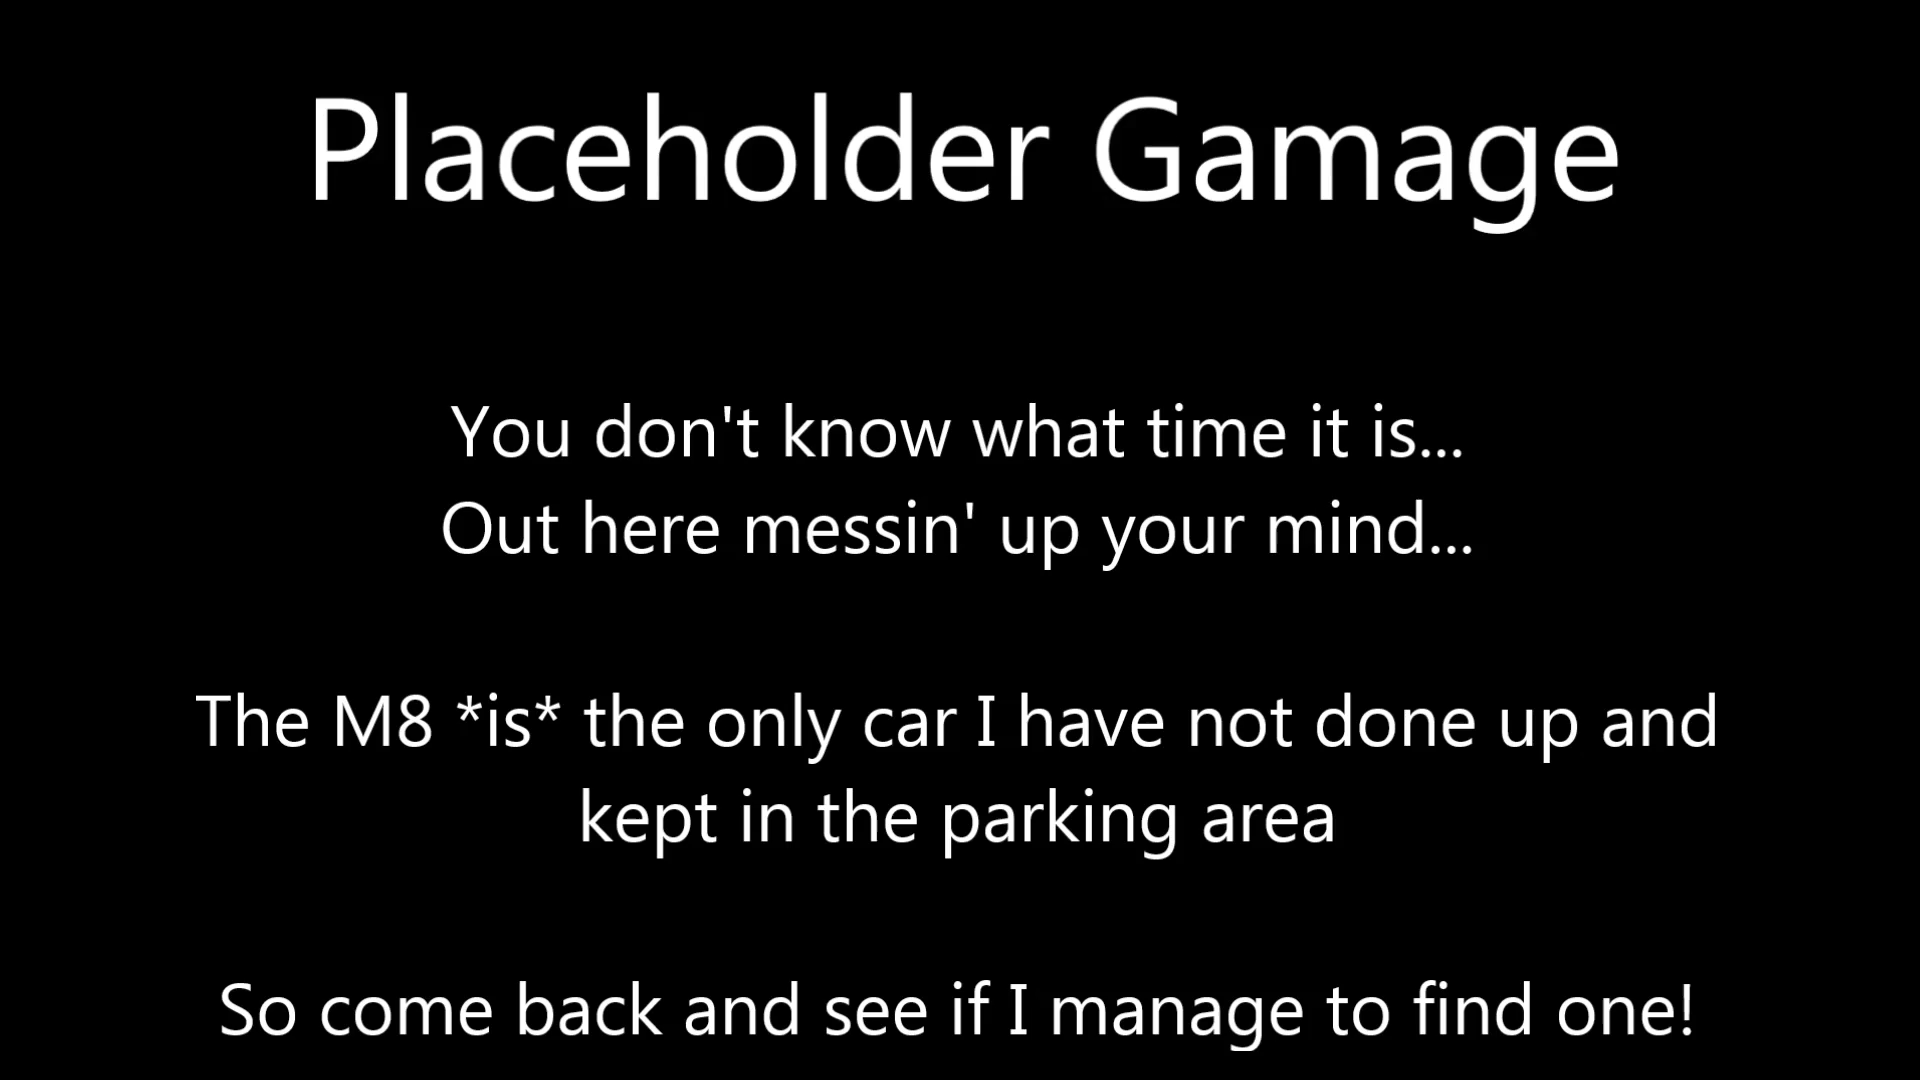 Placeholder Gamage
You don't know what time it is...
Out here messin' up your mind...
The M8 *is* the only car I have not done up and
kept in the parking area
So come back and see if I manage to find one!